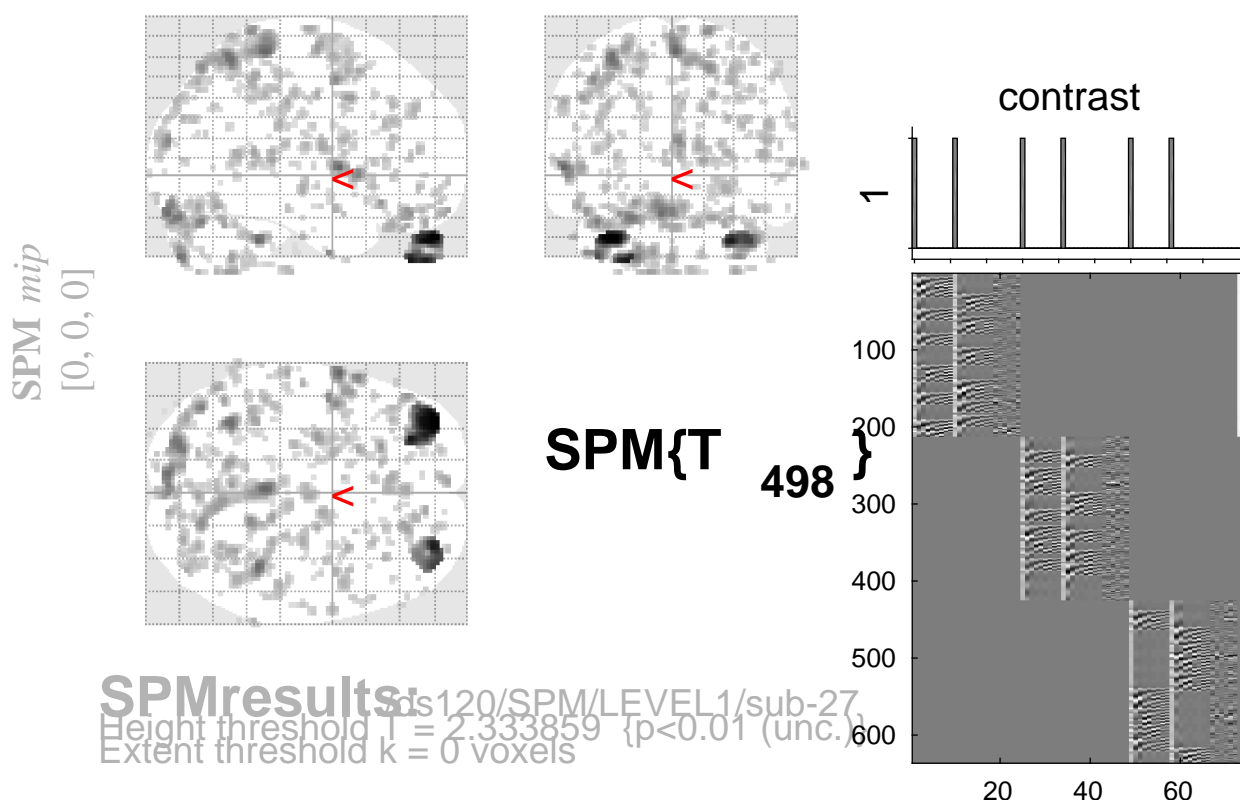 SPM mip
[0, 0, 0]
<
<
<
SPM{T
498
}
contrast
1
100
200
300
400
500
600
20
40
60
SPMresults: /ds120/SPM/LEVEL1/sub-27
Height threshold T = 2.333859 {p<0.01 (unc.)}
Extent threshold k = 0 voxels